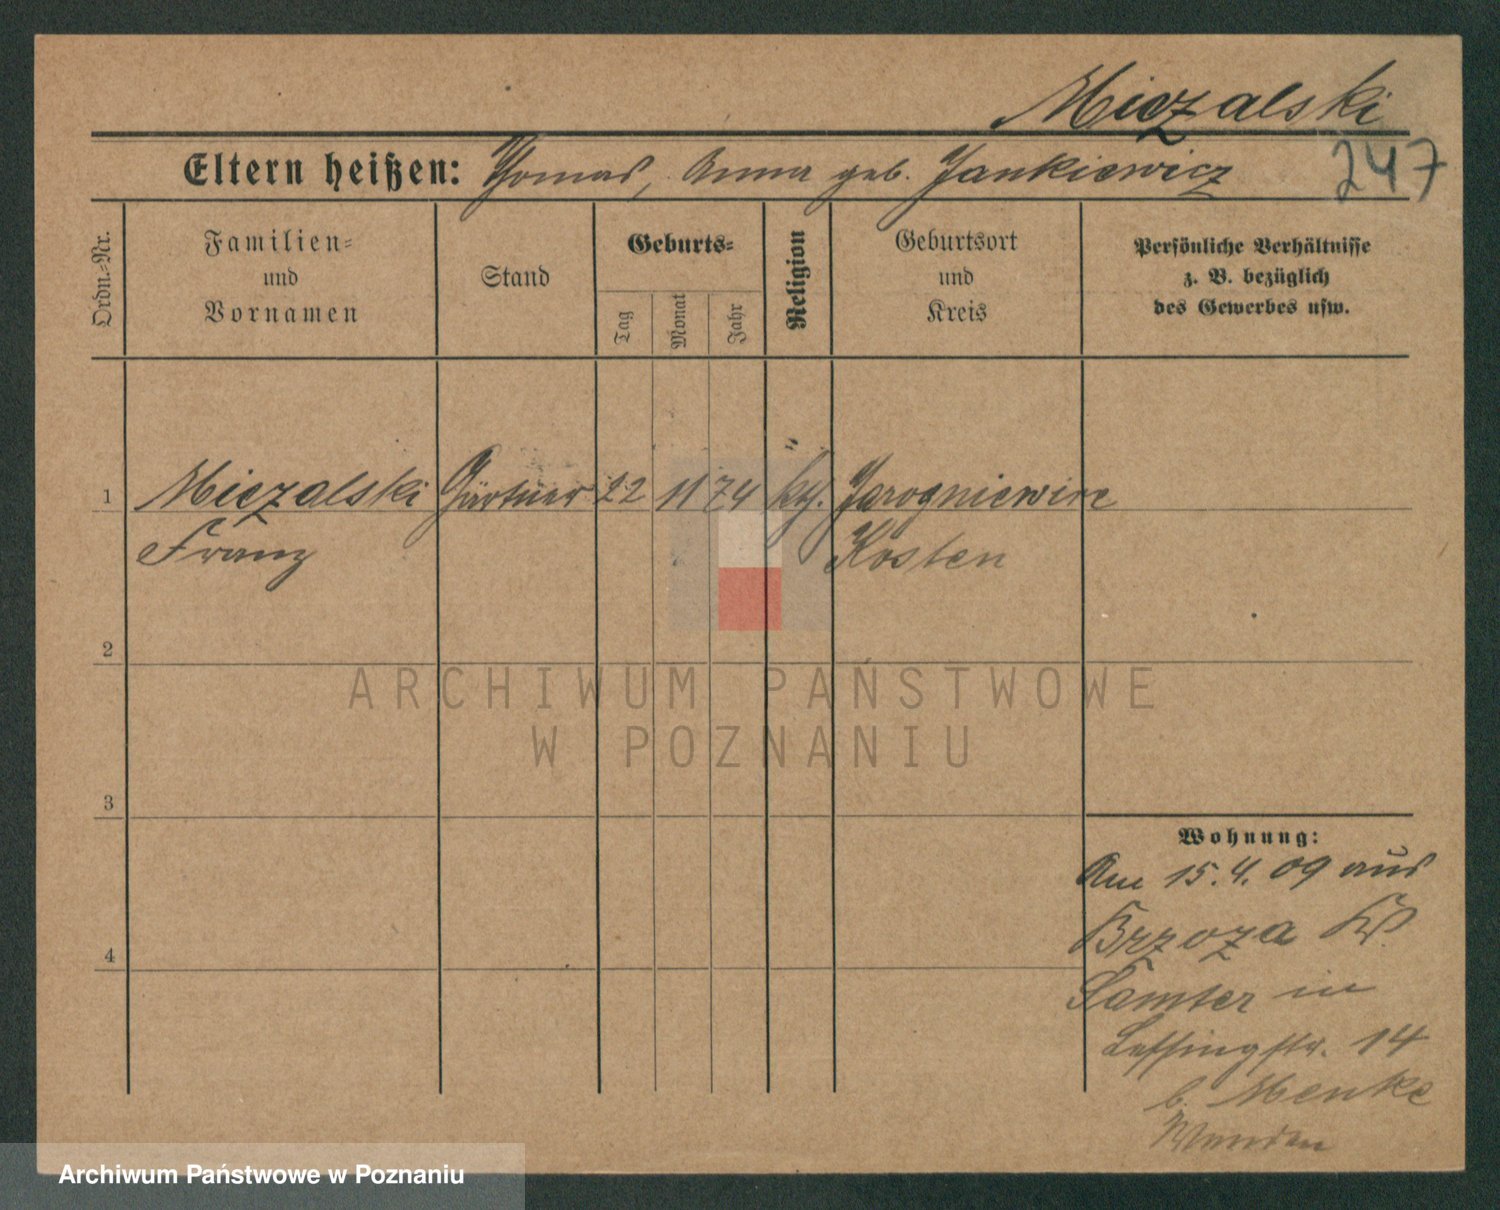 Miczalski
Eltern heißen: Thomas, Anna geb. Jankiewicz 247
Ordn.=Nr.
Familien=
und
Vornamen
Stand
Geburts=
Tag
Monat
Jahr
Religion
Geburtsort
und
Kreis
Persönliche Verhältnisse
z. B. bezüglich
des Gewerbes usw.
1 Miczalski Gärtner 22 11 74 kth. Jarogniewice
Franz Kosten
2
3
4
Wohnung:
Am 15.4.09 aus
Brzoza Kr.
Samter in
Lessingstr. 14
b. Menke
ARCHIWUM PAŃSTWOWE
W POZNANIU
Archiwum Państwowe w Poznaniu